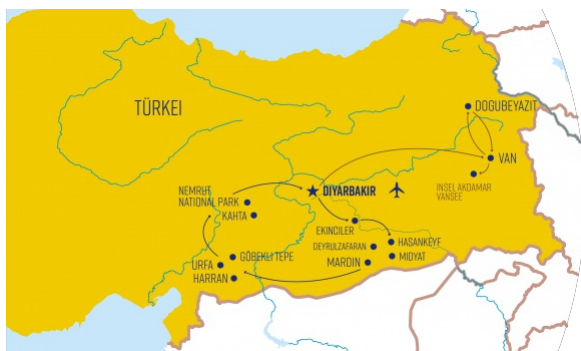 TÜRKEI
DOGUBEYAZIT
VAN
INSEL AKDAMAR
VANSEE
DIYARBAKIR
NEMRUT
NATIONAL PARK
KAHTA
EKINCILER
HASANKEYF
DEYRULZAFARAN
MIDYAT
MARDIN
GÖBEKLI TEPE
URFA
HARRAN